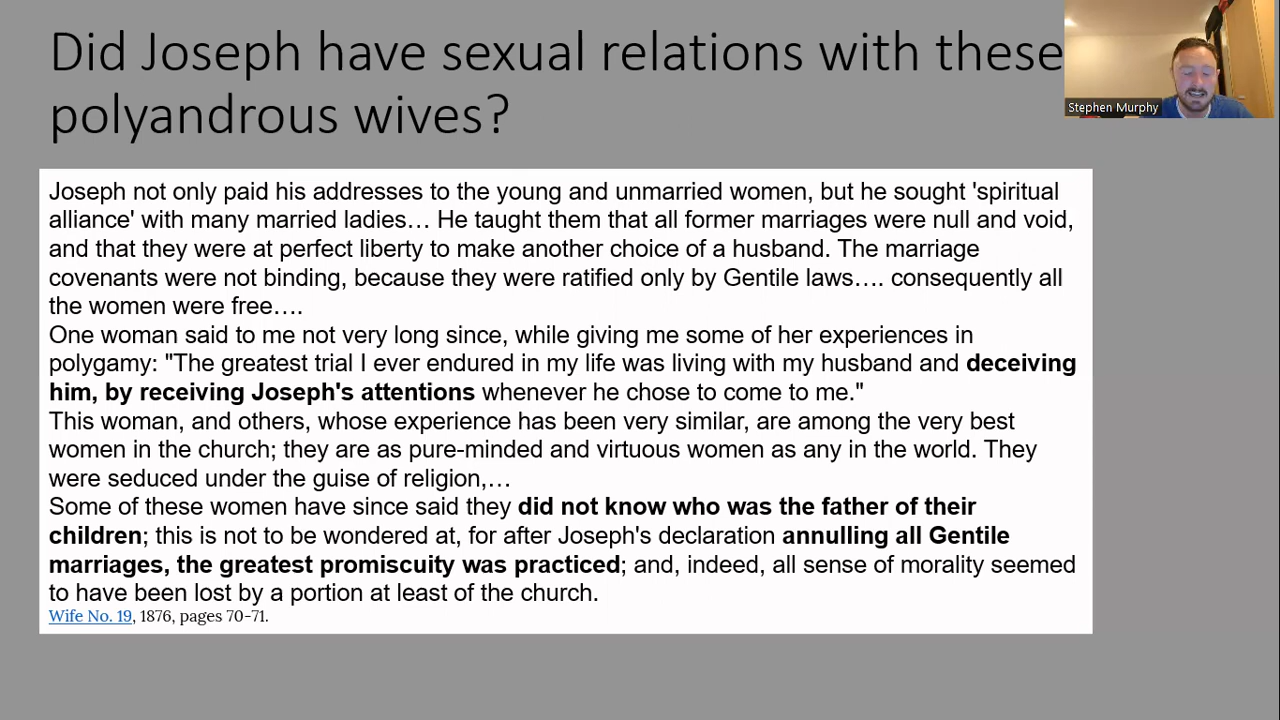 Did Joseph have sexual relations with these
polyandrous wives?
Stephen Murphy
Joseph not only paid his addresses to the young and unmarried women, but he sought 'spiritual
alliance' with many married ladies… He taught them that all former marriages were null and void,
and that they were at perfect liberty to make another choice of a husband. The marriage
covenants were not binding, because they were ratified only by Gentile laws…. consequently all
the women were free….
One woman said to me not very long since, while giving me some of her experiences in
polygamy: "The greatest trial I ever endured in my life was living with my husband and deceiving
him, by receiving Joseph's attentions whenever he chose to come to me."
This woman, and others, whose experience has been very similar, are among the very best
women in the church; they are as pure-minded and virtuous women as any in the world. They
were seduced under the guise of religion,…
Some of these women have since said they did not know who was the father of their
children; this is not to be wondered at, for after Joseph's declaration annulling all Gentile
marriages, the greatest promiscuity was practiced; and, indeed, all sense of morality seemed
to have been lost by a portion at least of the church.
Wife No. 19, 1876, pages 70-71.